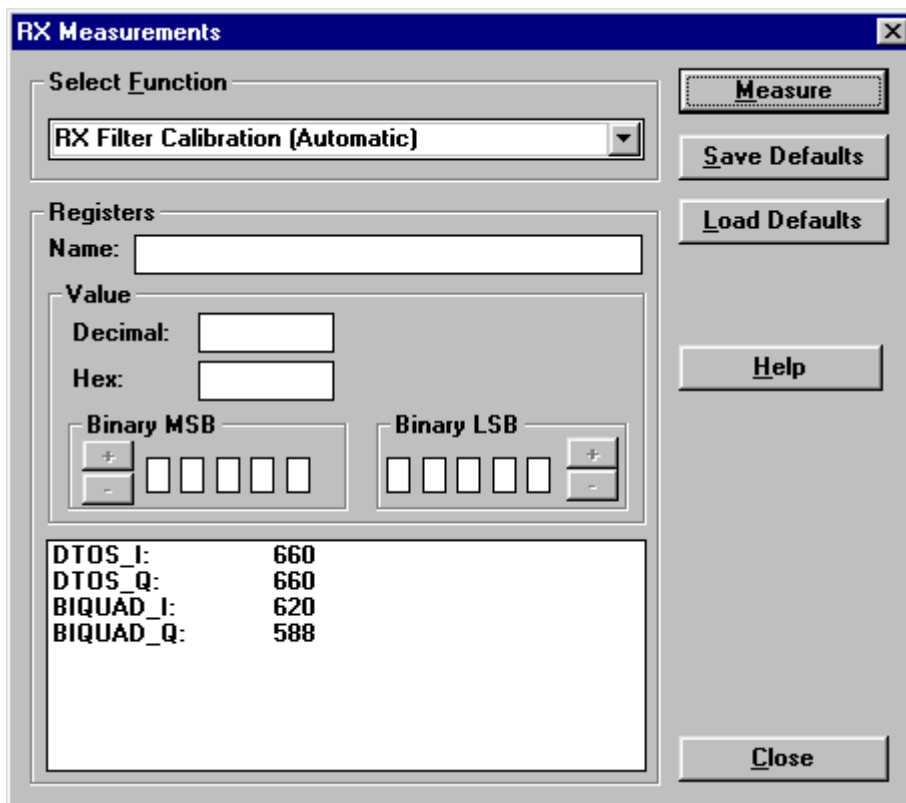 RX Measurements
Select Function
RX Filter Calibration (Automatic)
Measure
Save Defaults
Load Defaults
Registers
Name:
Value
Decimal:
Hex:
Help
Binary MSB
+
-
Binary LSB
+
-
DTOS_I: 660
DTOS_Q: 660
BIQUAD_I: 620
BIQUAD_Q: 588
Close